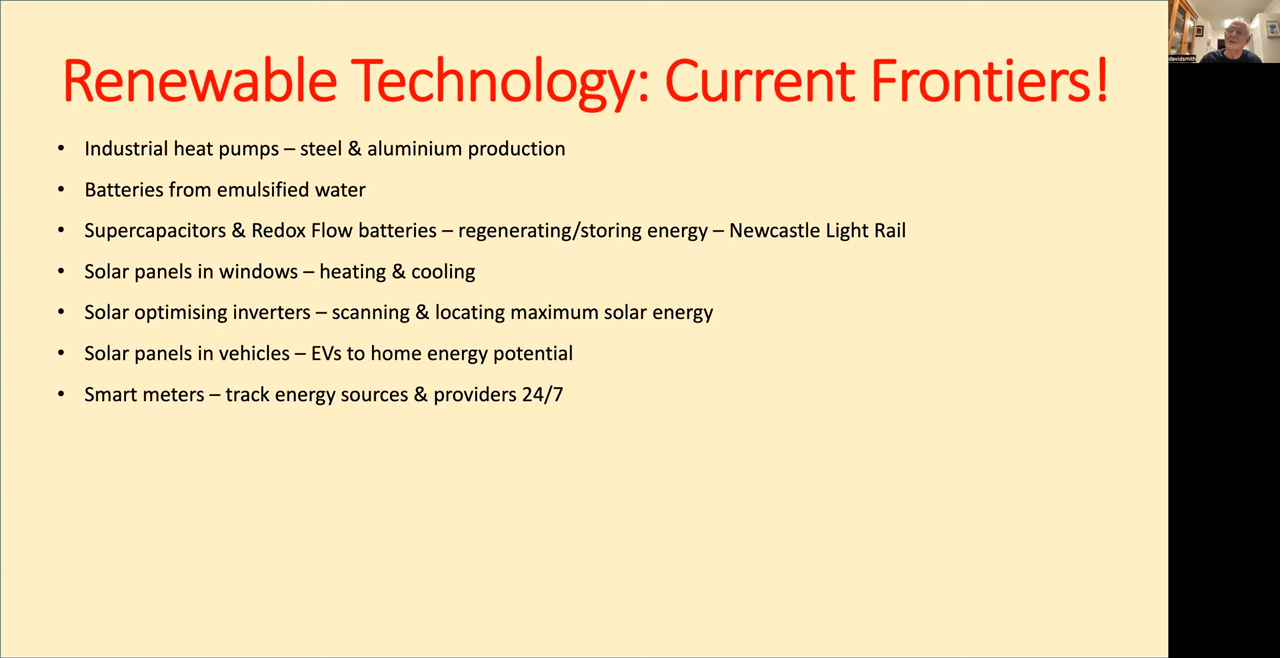 Renewable Technology: Current Frontiers!
• Industrial heat pumps – steel & aluminium production
• Batteries from emulsified water
• Supercapacitors & Redox Flow batteries – regenerating/storing energy – Newcastle Light Rail
• Solar panels in windows – heating & cooling
• Solar optimising inverters – scanning & locating maximum solar energy
• Solar panels in vehicles – EVs to home energy potential
• Smart meters – track energy sources & providers 24/7
davidsmith